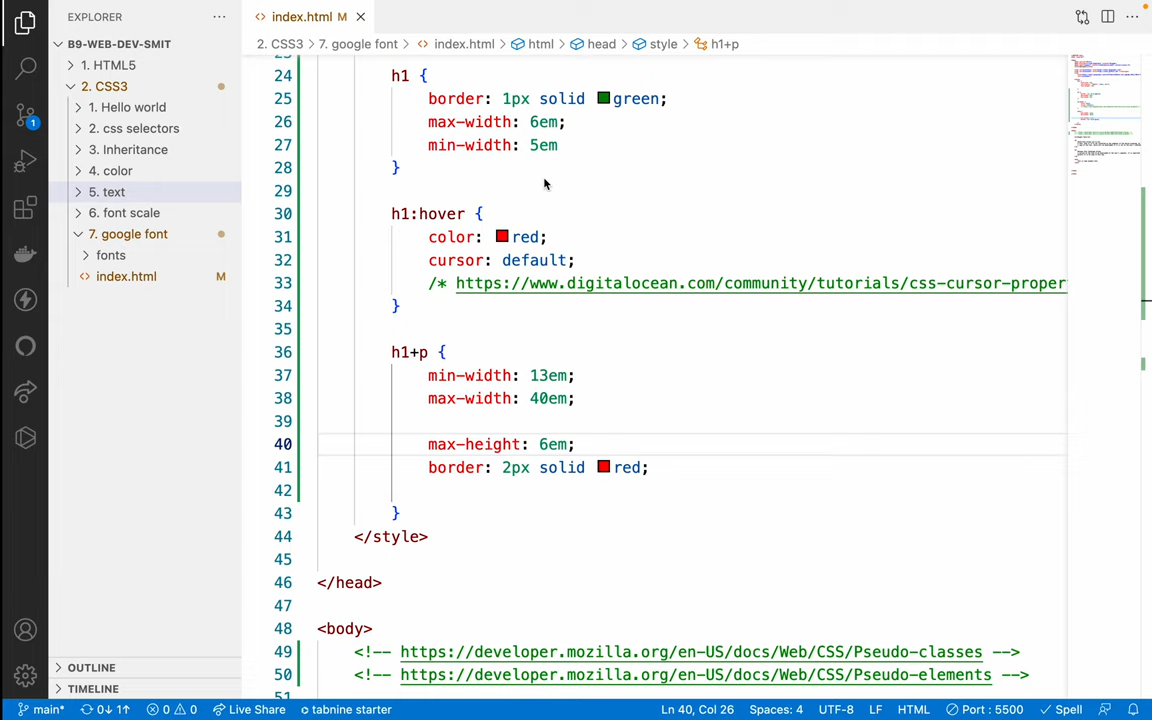 EXPLORER
index.html M
B9-WEB-DEV-SMIT
2. CSS3 > 7. google font > index.html > html > head > style > h1+p
1. HTML5
2. CSS3
1. Hello world
2. css selectors
3. Inheritance
4. color
5. text
6. font scale
7. google font
fonts
index.html M
1
24 h1 {
25 border: 1px solid green;
26 max-width: 6em;
27 min-width: 5em
28 }
29
30 h1:hover {
31 color: red;
32 cursor: default;
33 /* https://www.digitalocean.com/community/tutorials/css-cursor-proper
34 }
35
36 h1+p {
37 min-width: 13em;
38 max-width: 40em;
39
40 max-height: 6em;
41 border: 2px solid red;
42
43 }
44 </style>
45
46 </head>
47
48 <body>
49 <!-- https://developer.mozilla.org/en-US/docs/Web/CSS/Pseudo-classes -->
50 <!-- https://developer.mozilla.org/en-US/docs/Web/CSS/Pseudo-elements -->
51
OUTLINE
TIMELINE
main* 0↓ 1↑ 0 0 Live Share tabnine starter Ln 40, Col 26 Spaces: 4 UTF-8 LF HTML Port : 5500 Spell